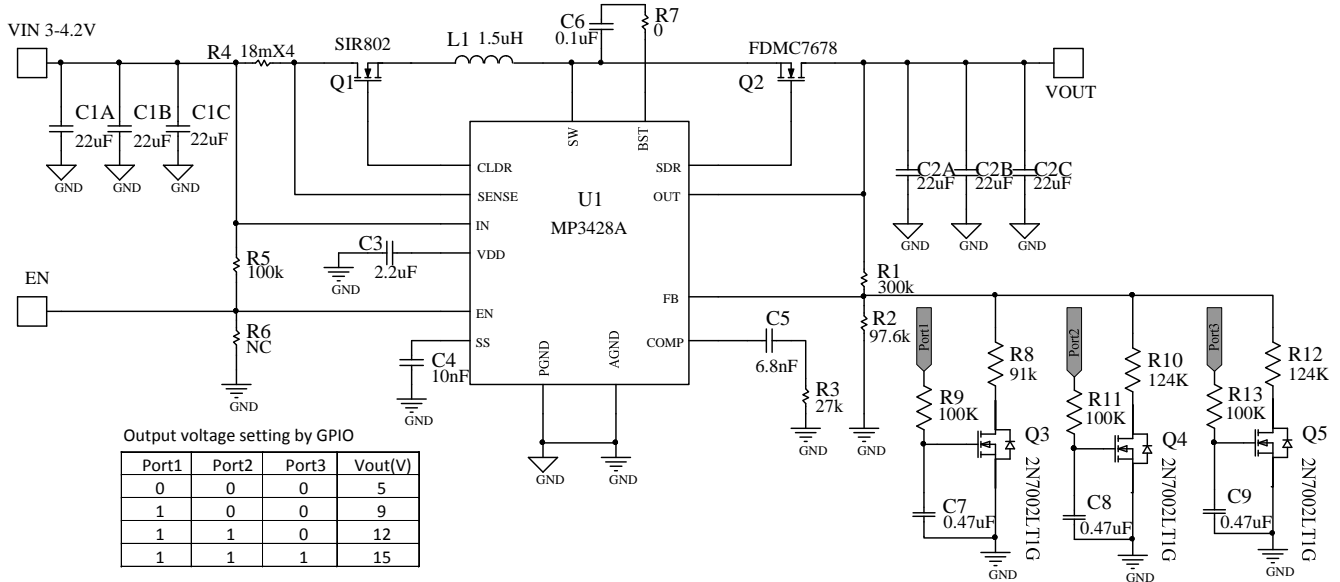 VIN 3-4.2V
R4
18mX4
SIR802
Q1
L1 1.5uH
C6
0.1uF
R7
0
FDMC7678
Q2
VOUT
C1A
22uF
C1B
22uF
C1C
22uF
GND
GND
GND
SW
BST
CLDR
SENSE
IN
VDD
EN
SS
SDR
OUT
FB
COMP
PGND
AGND
U1
MP3428A
C2A
22uF
C2B
22uF
C2C
22uF
GND
GND
GND
C3
2.2uF
GND
R5
100k
EN
R6
NC
GND
C4
10nF
GND
R1
300k
R2
97.6k
C5
6.8nF
R3
27k
GND
GND
GND
GND
Port1
R9
100K
R8
91k
Q3
2N7002LT1G
C7
0.47uF
GND
Port2
R11
100K
R10
124K
Q4
2N7002LT1G
C8
0.47uF
GND
Port3
R13
100K
R12
124K
Q5
2N7002LT1G
C9
0.47uF
GND
Output voltage setting by GPIO
Port1 Port2 Port3 Vout(V)
0 0 0 5
1 0 0 9
1 1 0 12
1 1 1 15